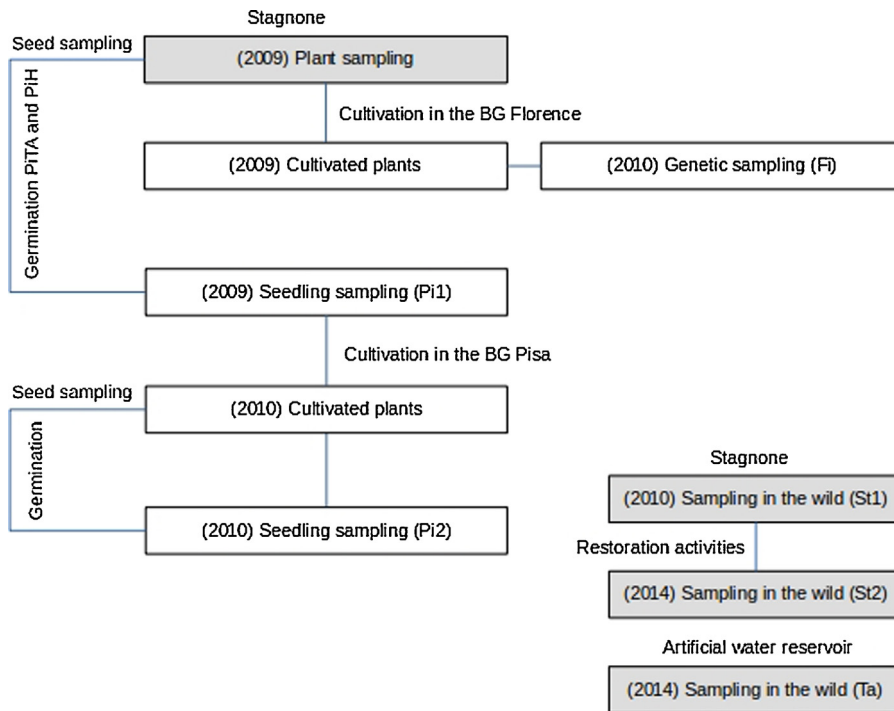 Stagnone
Seed sampling
(2009) Plant sampling
Germination PiTA and PiH
Cultivation in the BG Florence
(2009) Cultivated plants
(2010) Genetic sampling (Fi)
(2009) Seedling sampling (Pi1)
Cultivation in the BG Pisa
Seed sampling
(2010) Cultivated plants
Germination
(2010) Seedling sampling (Pi2)
Stagnone
(2010) Sampling in the wild (St1)
Restoration activities
(2014) Sampling in the wild (St2)
Artificial water reservoir
(2014) Sampling in the wild (Ta)